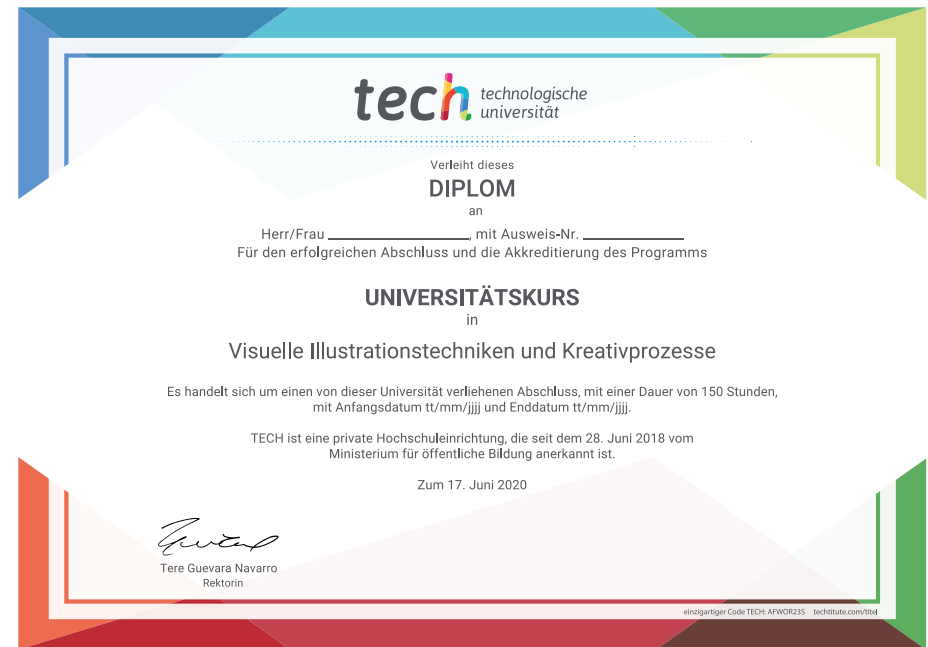 tech technologische
universität
Verleiht dieses
DIPLOM
an
Herr/Frau ____________________, mit Ausweis-Nr. ______________
Für den erfolgreichen Abschluss und die Akkreditierung des Programms
UNIVERSITÄTSKURS
in
Visuelle Illustrationstechniken und Kreativprozesse
Es handelt sich um einen von dieser Universität verliehenen Abschluss, mit einer Dauer von 150 Stunden,
mit Anfangsdatum tt/mm/jjjj und Enddatum tt/mm/jjjj.
TECH ist eine private Hochschuleinrichtung, die seit dem 28. Juni 2018 vom
Ministerium für öffentliche Bildung anerkannt ist.
Zum 17. Juni 2020
Tere Guevara Navarro
Rektorin
einzigartiger Code TECH: AFWOR23S techtitute.com/titel